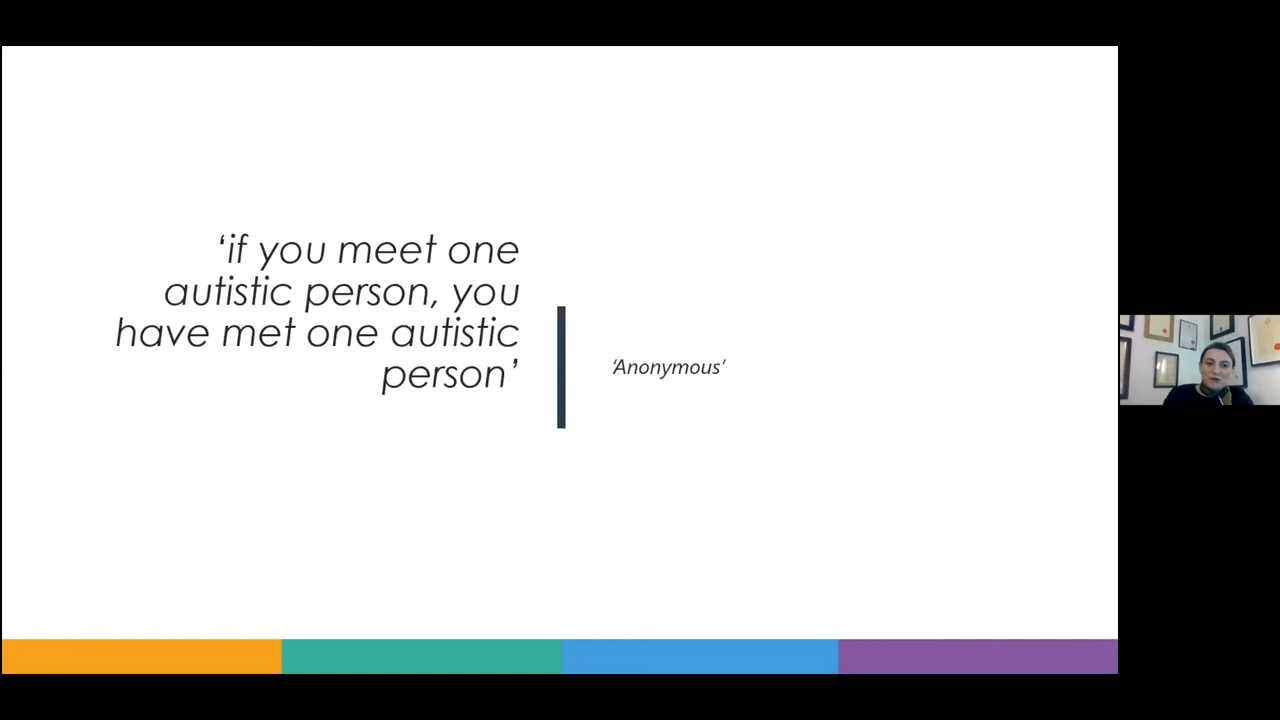 ‘if you meet one
autistic person, you
have met one autistic
person’
‘Anonymous’